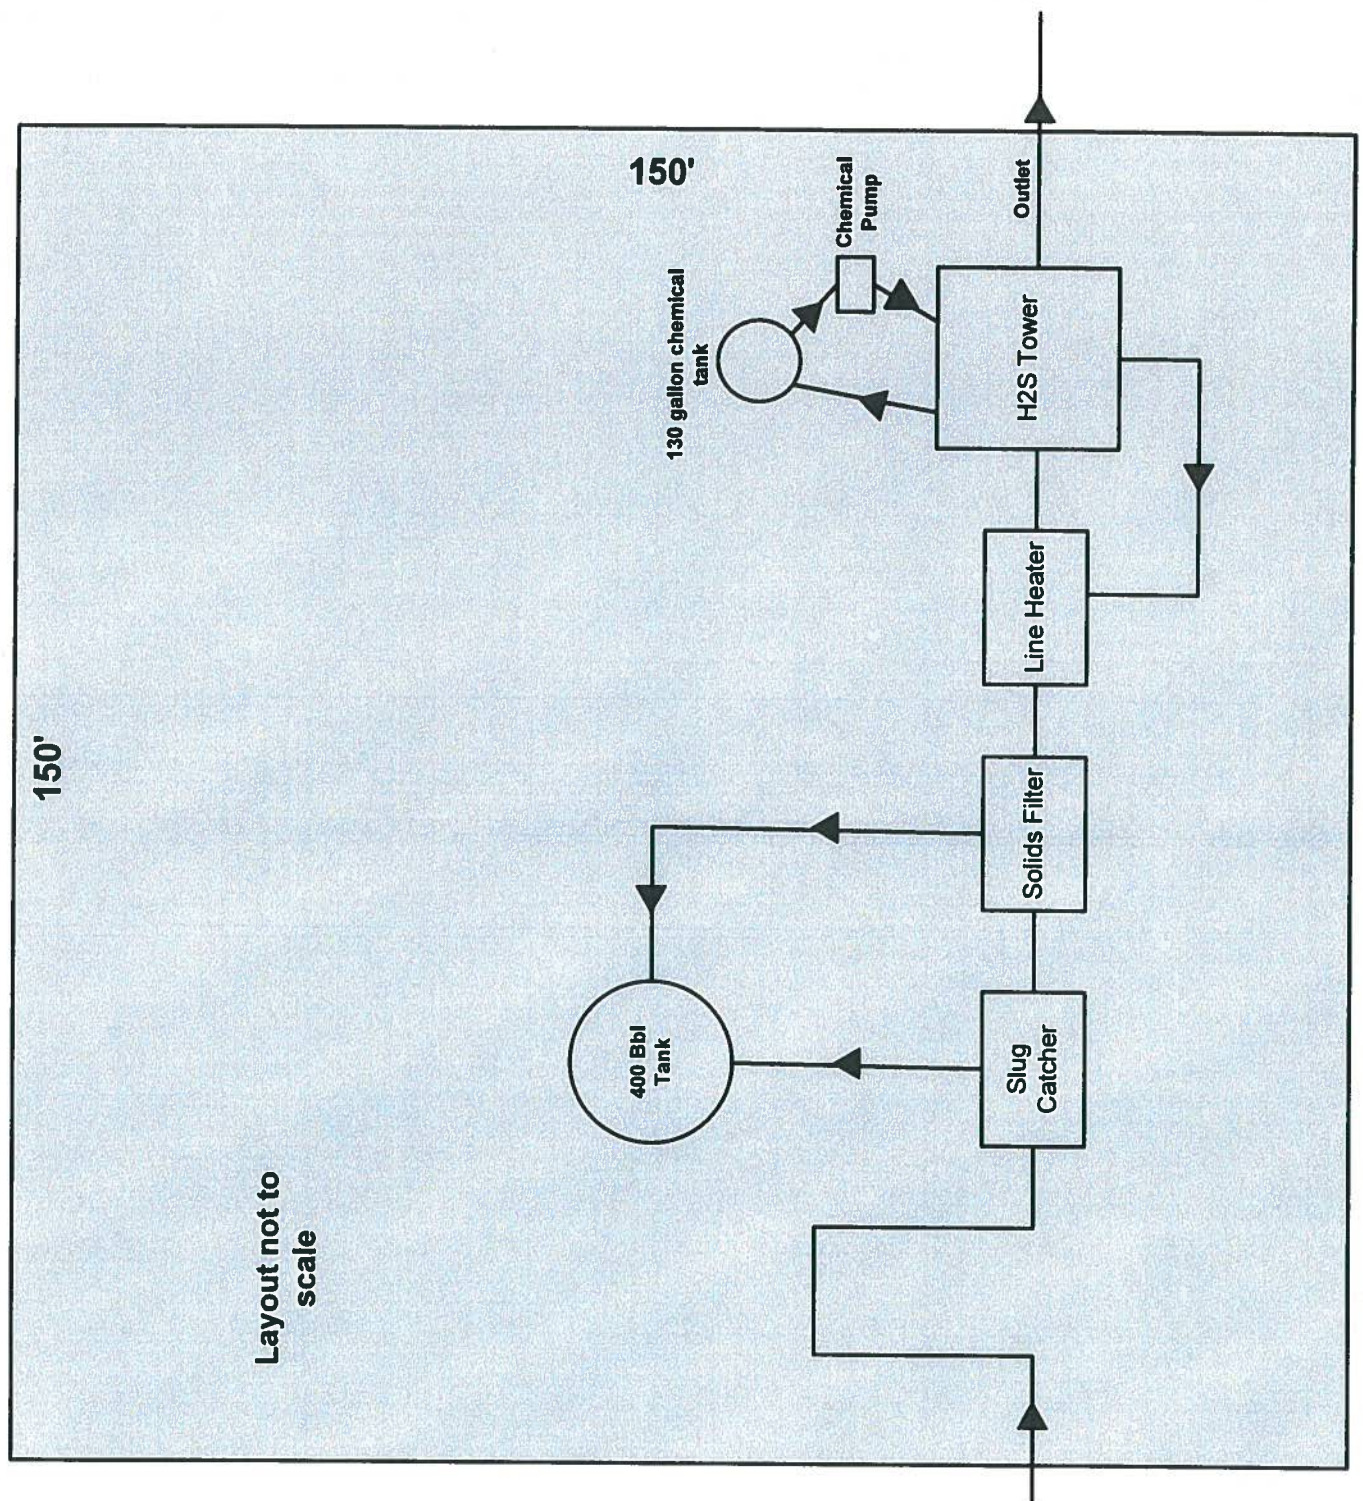 150'
150'
Layout not to
scale
400 Bbl
Tank
130 gallon chemical
tank
Chemical
Pump
Slug
Catcher
Solids Filter
Line Heater
H2S Tower
Outlet